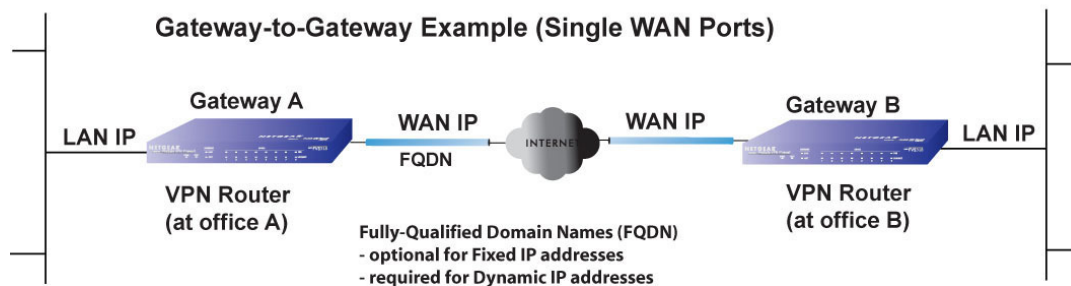 Gateway-to-Gateway Example (Single WAN Ports)
Gateway A
Gateway B
LAN IP
WAN IP
WAN IP
LAN IP
FQDN
INTERNET
NETGEAR
NETGEAR
VPN Router
(at office A)
VPN Router
(at office B)
Fully-Qualified Domain Names (FQDN)
- optional for Fixed IP addresses
- required for Dynamic IP addresses